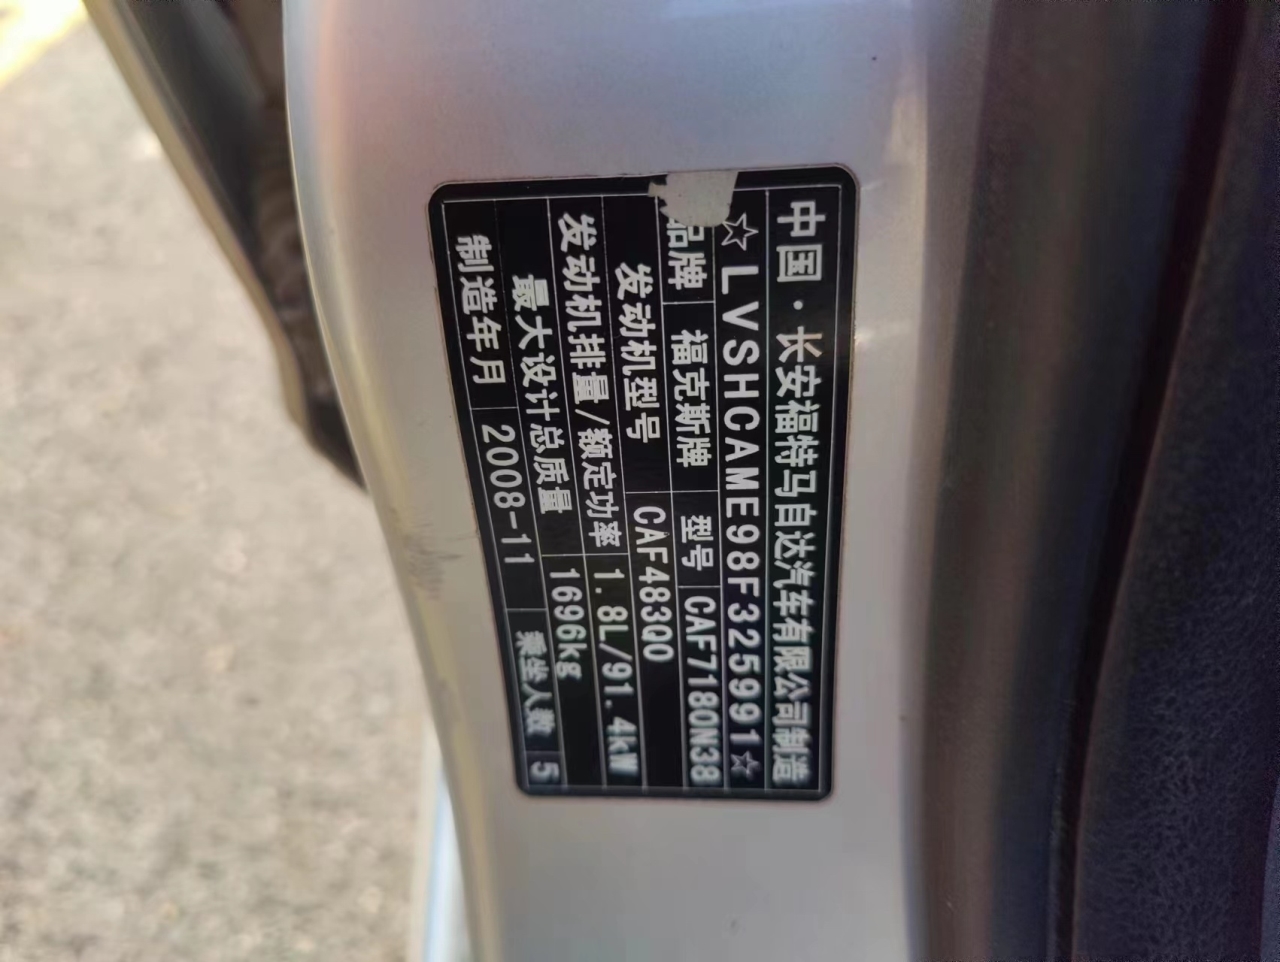 中国·长安福特马自达汽车有限公司制造
☆LVSHCAME98F325991☆
品牌 福克斯牌 型号 CAF7180N38
发动机型号 CAF483Q0
发动机排量/额定功率 1.8L/91.4kW
最大设计总质量 1696kg
制造年月 2008-11 乘坐人数 5